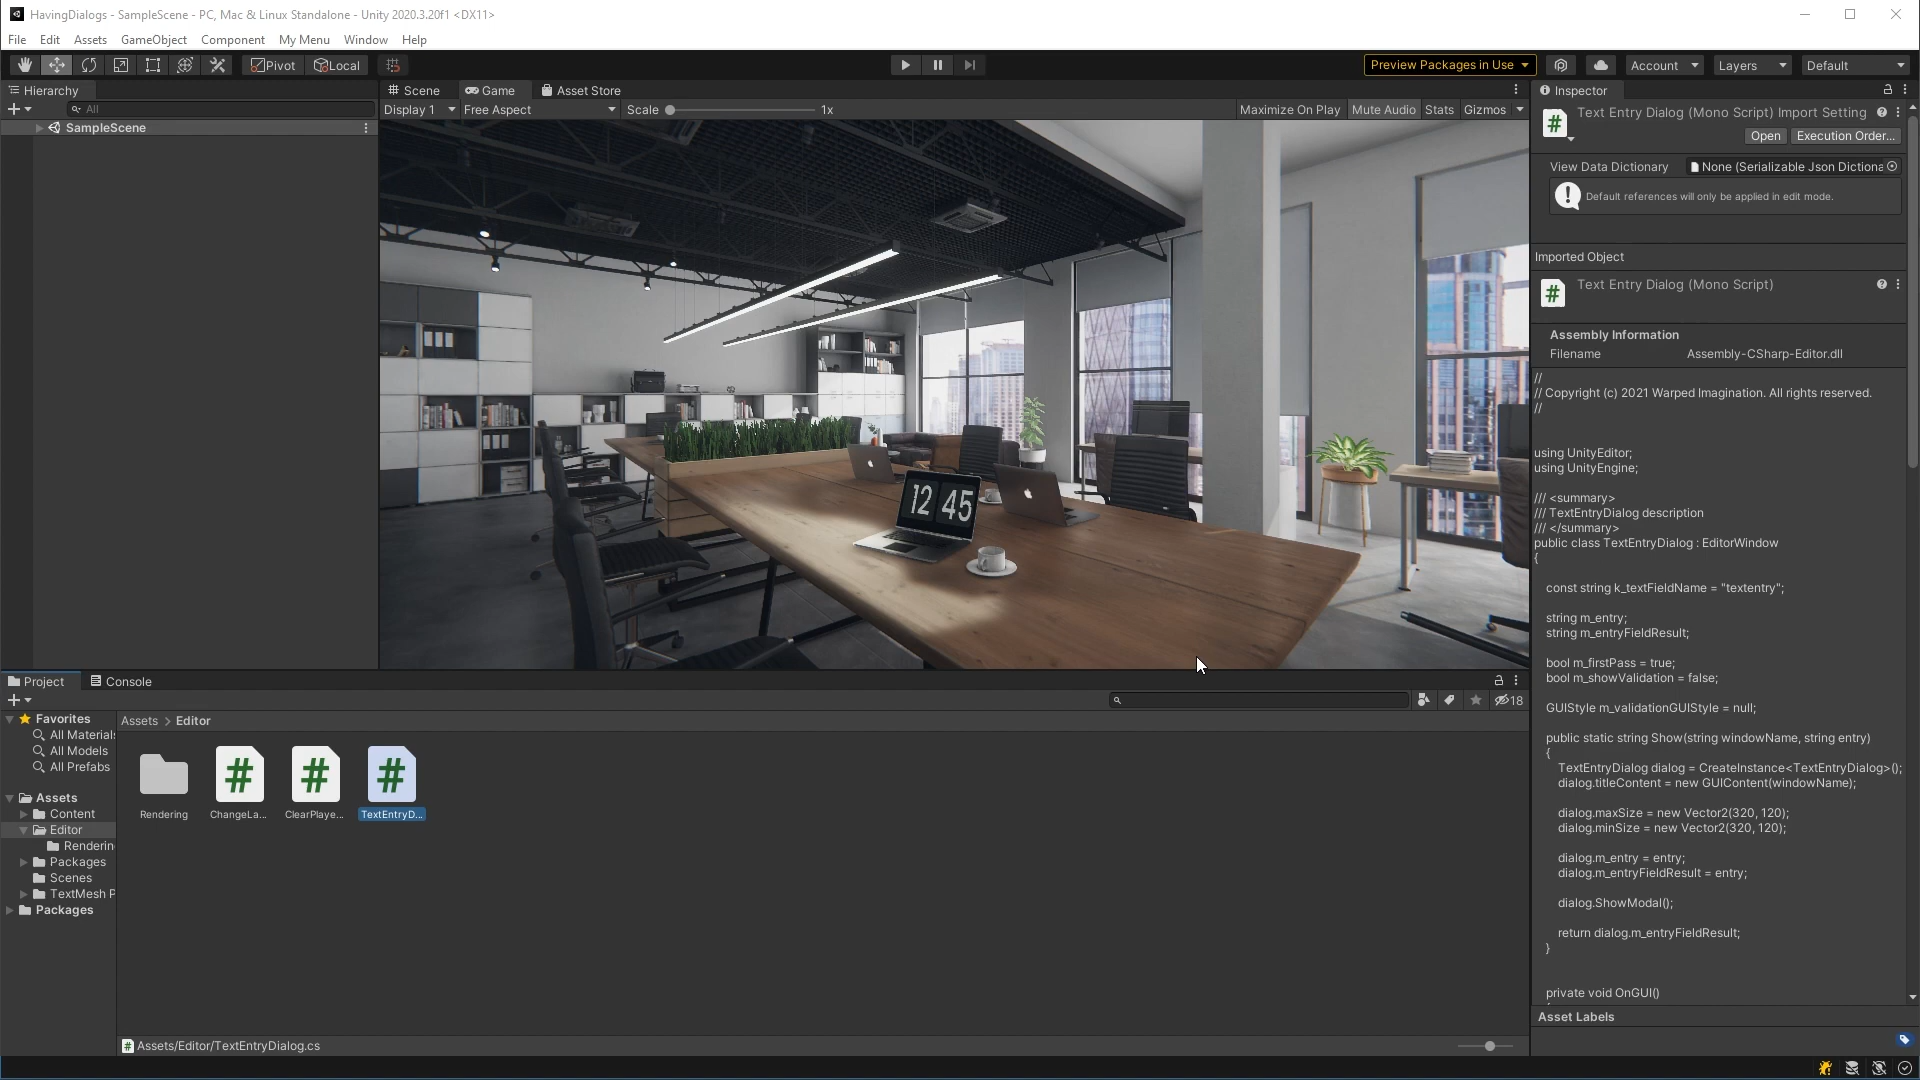 HavingDialogs - SampleScene - PC, Mac & Linux Standalone - Unity 2020.3.20f1 <DX11>
File Edit Assets GameObject Component My Menu Window Help
Pivot Local Preview Packages in Use Account Layers Default
Hierarchy
All
SampleScene
Scene Game Asset Store
Display 1 Free Aspect Scale 1x Maximize On Play Mute Audio Stats Gizmos
12 45
Inspector
Text Entry Dialog (Mono Script) Import Setting
Open Execution Order...
View Data Dictionary None (Serializable Json Dictiona
Default references will only be applied in edit mode.
Imported Object
Text Entry Dialog (Mono Script)
Assembly Information
Filename Assembly-CSharp-Editor.dll
//
// Copyright (c) 2021 Warped Imagination. All rights reserved.
//
using UnityEditor;
using UnityEngine;
/// <summary>
/// TextEntryDialog description
/// </summary>
public class TextEntryDialog : EditorWindow
{
const string k_textFieldName = "textentry";
string m_entry;
string m_entryFieldResult;
bool m_firstPass = true;
bool m_showValidation = false;
GUIStyle m_validationGUIStyle = null;
public static string Show(string windowName, string entry)
{
TextEntryDialog dialog = CreateInstance<TextEntryDialog>();
dialog.titleContent = new GUIContent(windowName);
dialog.maxSize = new Vector2(320, 120);
dialog.minSize = new Vector2(320, 120);
dialog.m_entry = entry;
dialog.m_entryFieldResult = entry;
dialog.ShowModal();
return dialog.m_entryFieldResult;
}
private void OnGUI()
Asset Labels
Project Console
18
Favorites
All Materials
All Models
All Prefabs
Assets
Content
Editor
Renderin
Packages
Scenes
TextMesh P
Packages
Assets > Editor
Rendering ChangeLa... ClearPlaye... TextEntryD...
Assets/Editor/TextEntryDialog.cs